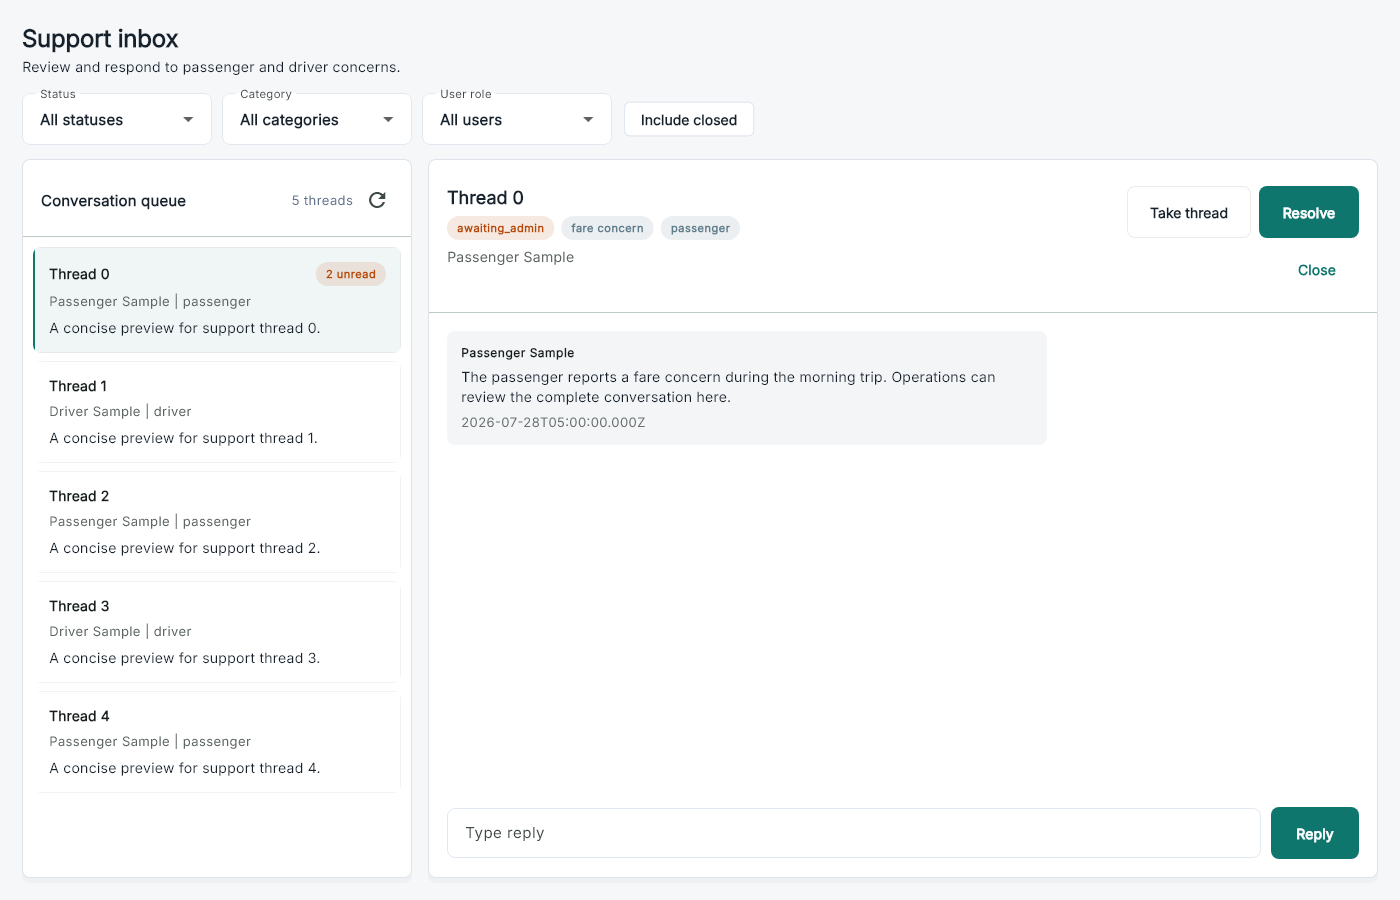 Support inbox
Review and respond to passenger and driver concerns.
Status
All statuses
Category
All categories
User role
All users
Include closed
Conversation queue
5 threads
Thread 0
2 unread
Passenger Sample | passenger
A concise preview for support thread 0.
Thread 1
Driver Sample | driver
A concise preview for support thread 1.
Thread 2
Passenger Sample | passenger
A concise preview for support thread 2.
Thread 3
Driver Sample | driver
A concise preview for support thread 3.
Thread 4
Passenger Sample | passenger
A concise preview for support thread 4.
Thread 0
awaiting_admin
fare concern
passenger
Passenger Sample
Take thread
Resolve
Close
Passenger Sample
The passenger reports a fare concern during the morning trip. Operations can
review the complete conversation here.
2026-07-28T05:00:00.000Z
Type reply
Reply